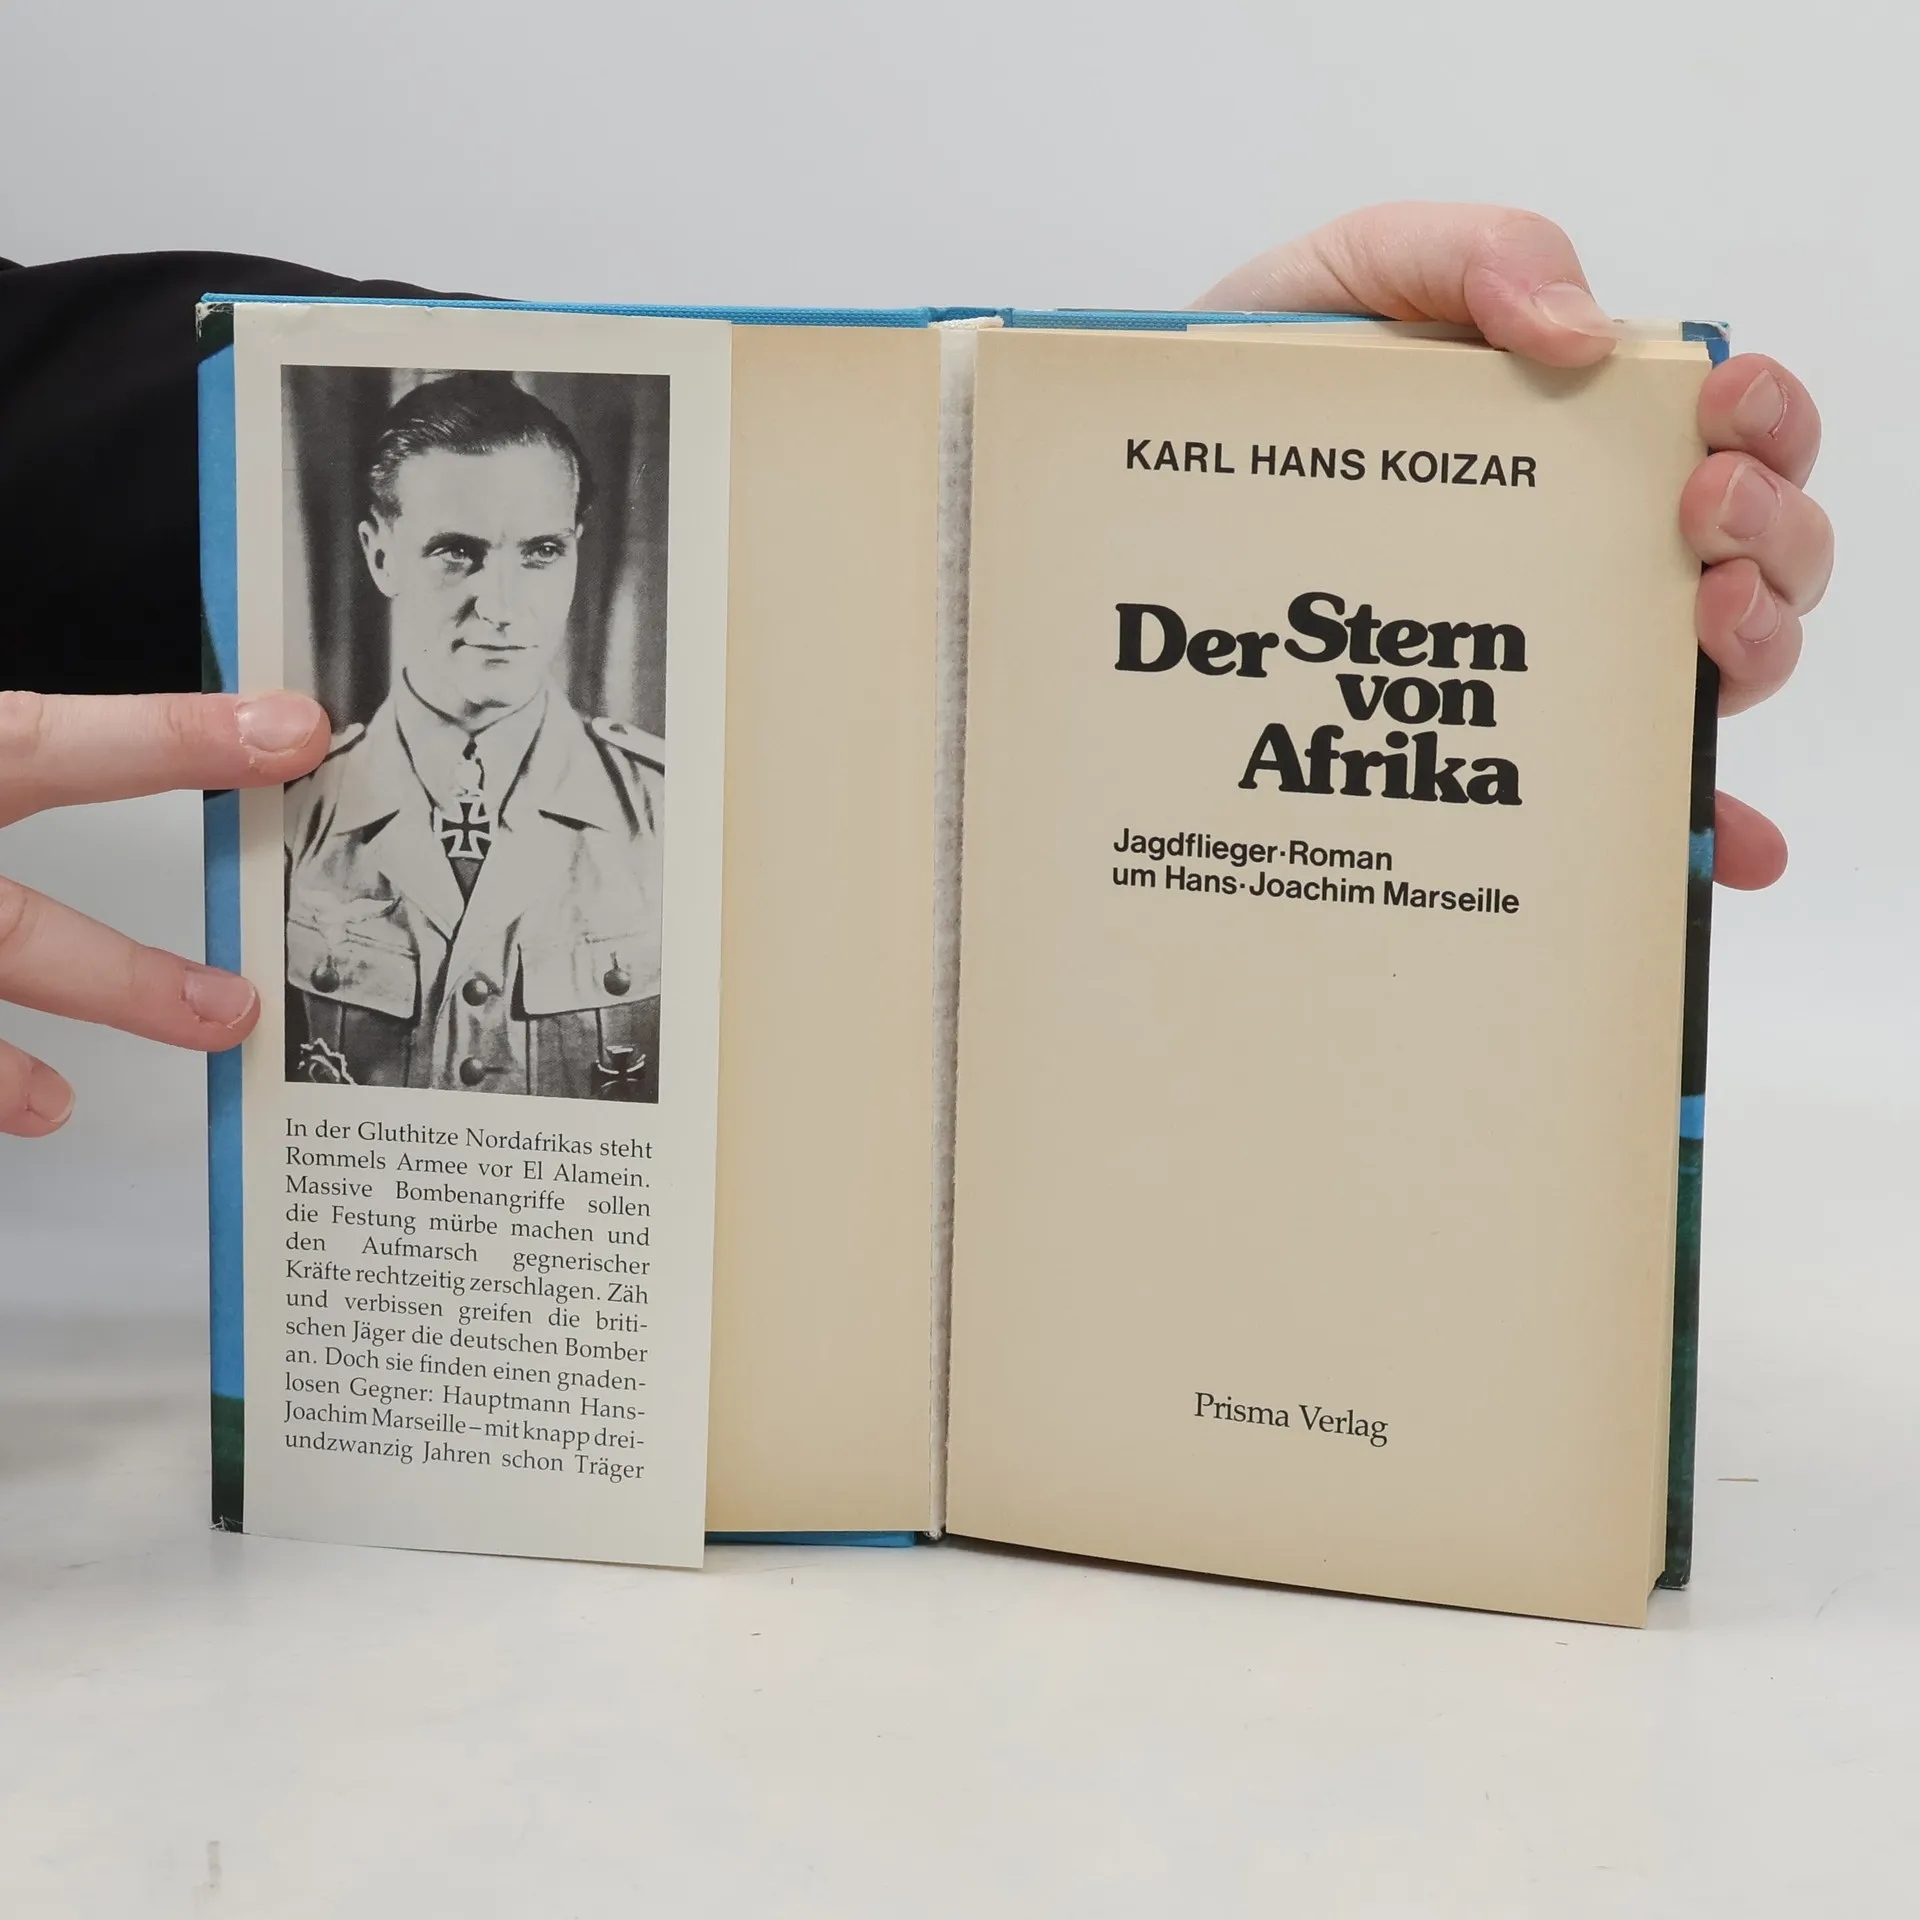 In der Gluthitze Nordafrikas steht
Rommels Armee vor El Alamein.
Massive Bombenangriffe sollen
die Festung mürbe machen und
den Aufmarsch gegnerischer
Kräfte rechtzeitig zerschlagen. Zäh
und verbissen greifen die briti-
schen Jäger die deutschen Bomber
an. Doch sie finden einen gnaden-
losen Gegner: Hauptmann Hans-
Joachim Marseille – mit knapp drei-
undzwanzig Jahren schon Träger
KARL HANS KOIZAR
Der Stern
von
Afrika
Jagdflieger-Roman
um Hans-Joachim Marseille
Prisma Verlag